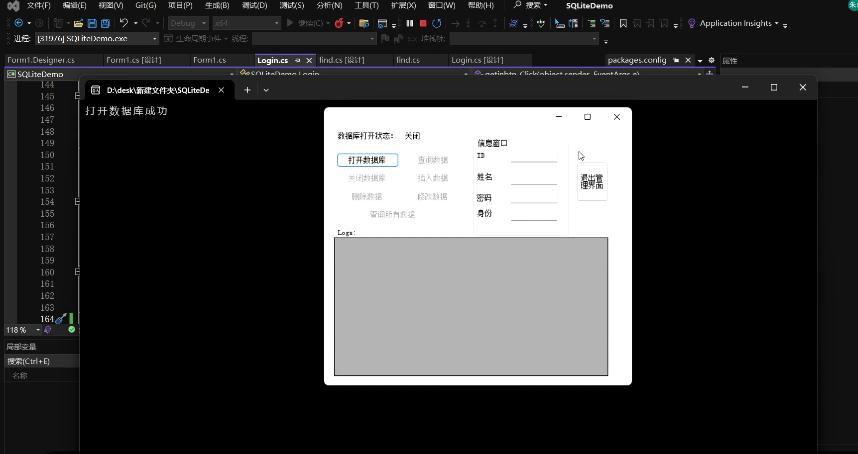 文件(F) 编辑(E) 视图(V) Git(G) 项目(P) 生成(B) 调试(D) 测试(S) 分析(N) 工具(T) 扩展(X) 窗口(W) 帮助(H) 搜索 SQLiteDemo
Debug x64 继续(C) Application Insights
进程: [31976] SQLiteDemo.exe 生命周期事件 线程: 堆栈帧:
Form1.Designer.cs Form1.cs [设计] Form1.cs Login.cs find.cs [设计] find.cs Login.cs [设计] packages.config 属性
SQLiteDemo SQLiteDemo.Login getinbtn_Click(object sender, EventArgs e)
144
145
146
147
148
149
150
151
152
153
154
155
156
157
158
159
160
161
162
163
164
118 %
局部变量
搜索(Ctrl+E)
名称
D:\desk\新建文件夹\SQLiteDe
打开数据库成功
数据库打开状态: 关闭
打开数据库 查询数据
关闭数据库 插入数据
删除数据 修改数据
查询所有数据
信息窗口
ID
姓名
密码
身份
退出管
理界面
Logn: